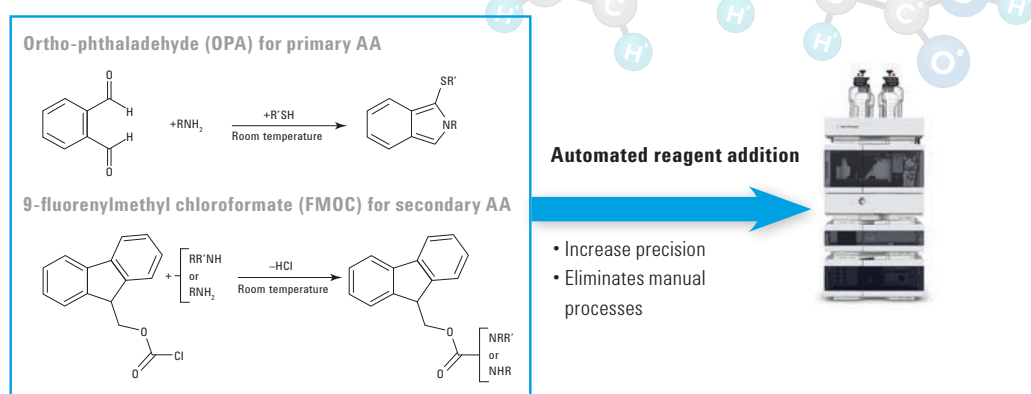 Ortho-phthaladehyde (OPA) for primary AA
O
H
H
O
+RNH₂
+R'SH
Room temperature
SR'
NR
9-fluorenylmethyl chloroformate (FMOC) for secondary AA
O
Cl
O
+
RR'NH
or
RNH₂
–HCl
Room temperature
O
O
NRR'
or
NHR
Automated reagent addition
• Increase precision
• Eliminates manual
processes
H'
C
H'
H'
H'
C
C
O
O⁸
H'